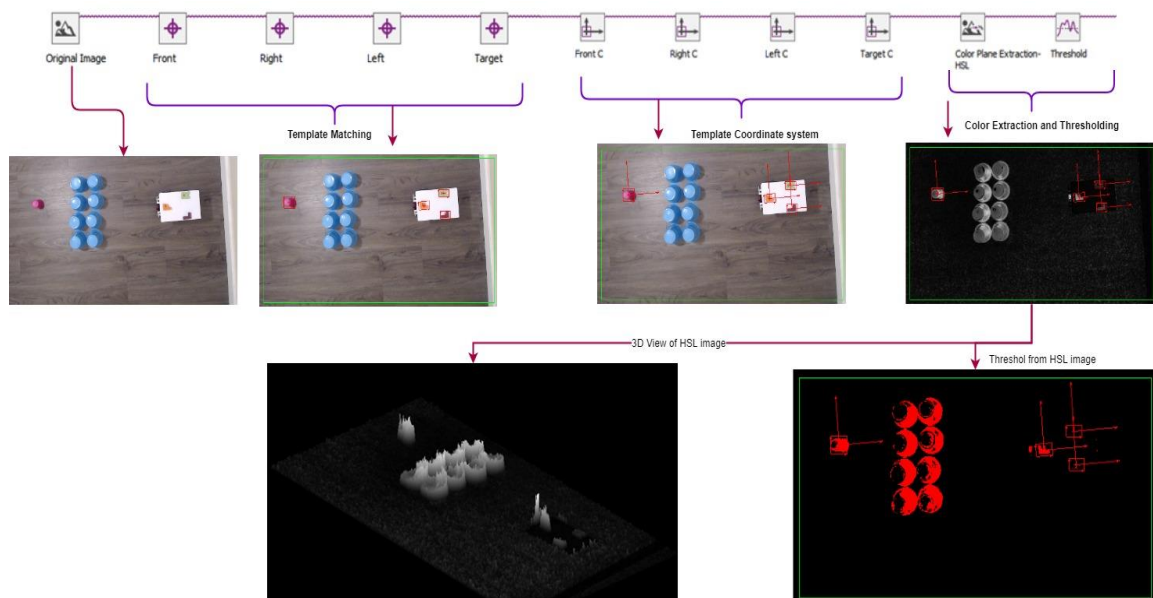 Original Image
Front
Right
Left
Target
Front C
Right C
Left C
Target C
Color Plane Extraction-
HSL
Threshold
Template Matching
Template Coordinate system
Color Extraction and Thresholding
3D View of HSL image
Threshol from HSL image